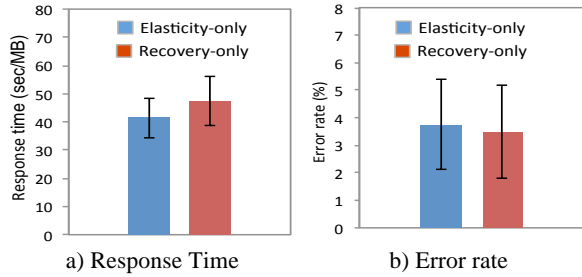 80
70
60
50
40
30
20
10
0
Response time (sec/MB)
Elasticity-only
Recovery-only
a) Response Time
8
7
6
5
4
3
2
1
0
Error rate (%)
Elasticity-only
Recovery-only
b) Error rate